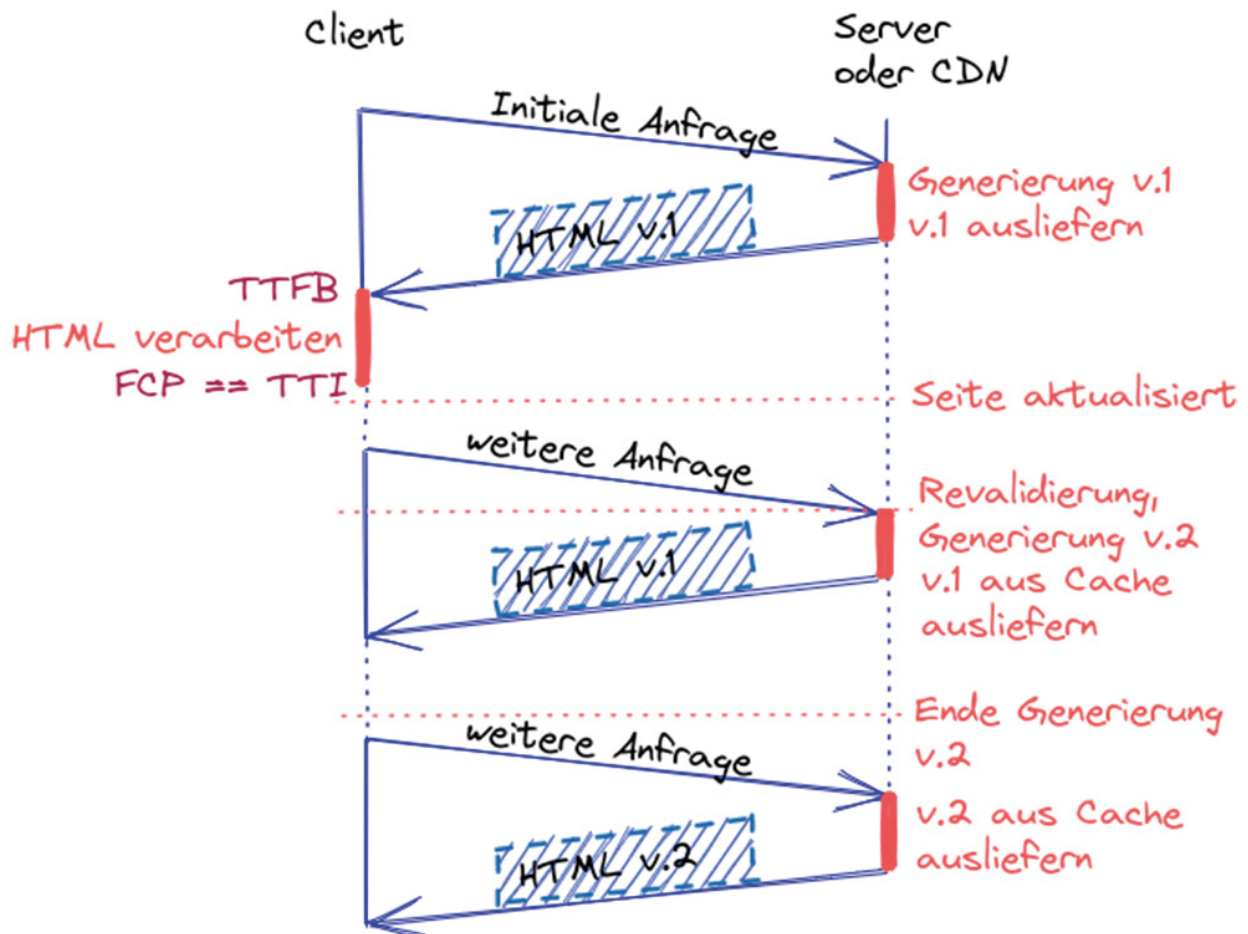 Client
Server
oder CDN
Initiale Anfrage
Generierung v.1
v.1 ausliefern
HTML v.1
TTFB
HTML verarbeiten
FCP == TTI
Seite aktualisiert
weitere Anfrage
Revalidierung,
Generierung v.2
v.1 aus Cache
ausliefern
HTML v.1
Ende Generierung
v.2
weitere Anfrage
v.2 aus Cache
ausliefern
HTML v.2